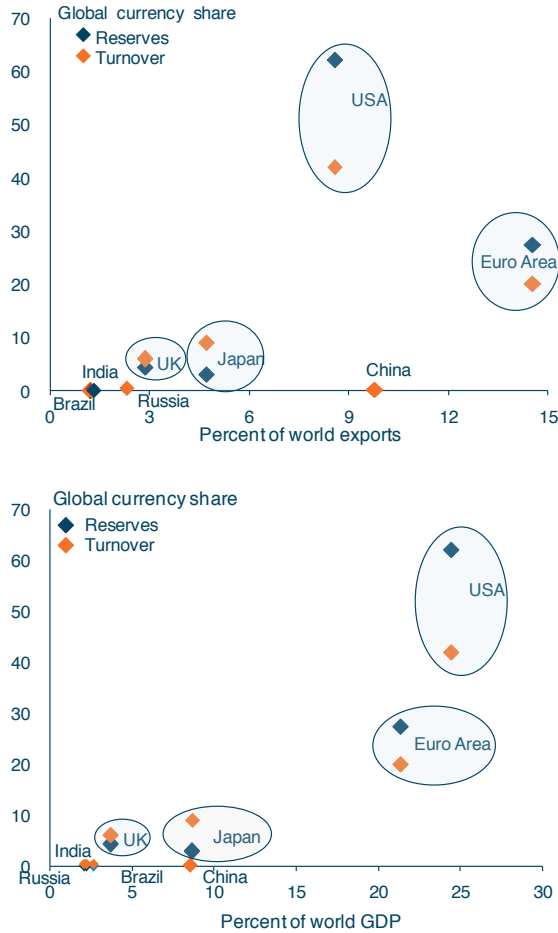 Global currency share
70
Reserves
Turnover
60
USA
50
40
30
Euro Area
20
10
UK
Japan
India
China
0
Brazil
Russia
0
3
6
9
12
15
Percent of world exports
Global currency share
70
Reserves
Turnover
60
USA
50
40
30
Euro Area
20
10
UK
Japan
India
0
Russia
Brazil
China
0
5
10
15
20
25
30
Percent of world GDP